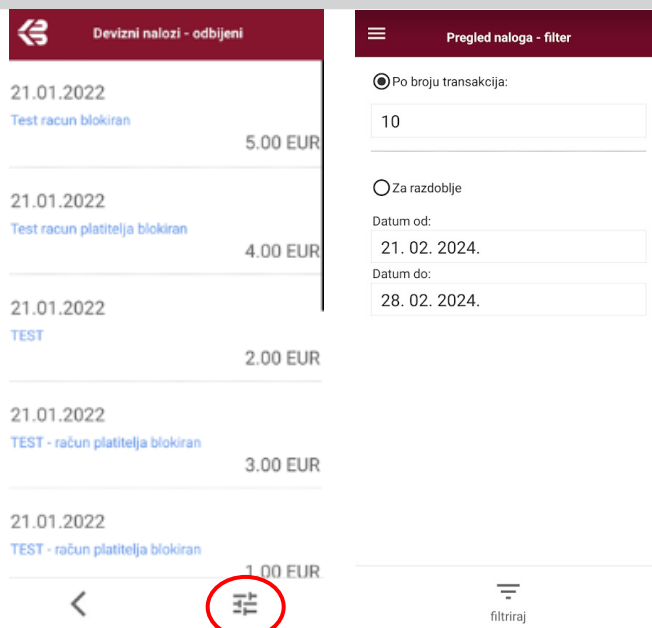 Devizni nalozi - odbijeni
21.01.2022
Test racun blokiran
5.00 EUR
21.01.2022
Test racun platitelja blokiran
4.00 EUR
21.01.2022
TEST
2.00 EUR
21.01.2022
TEST - račun platitelja blokiran
3.00 EUR
21.01.2022
TEST - račun platitelja blokiran
1.00 EUR
Pregled naloga - filter
Po broju transakcija:
10
Za razdoblje
Datum od:
21. 02. 2024.
Datum do:
28. 02. 2024.
filtriraj